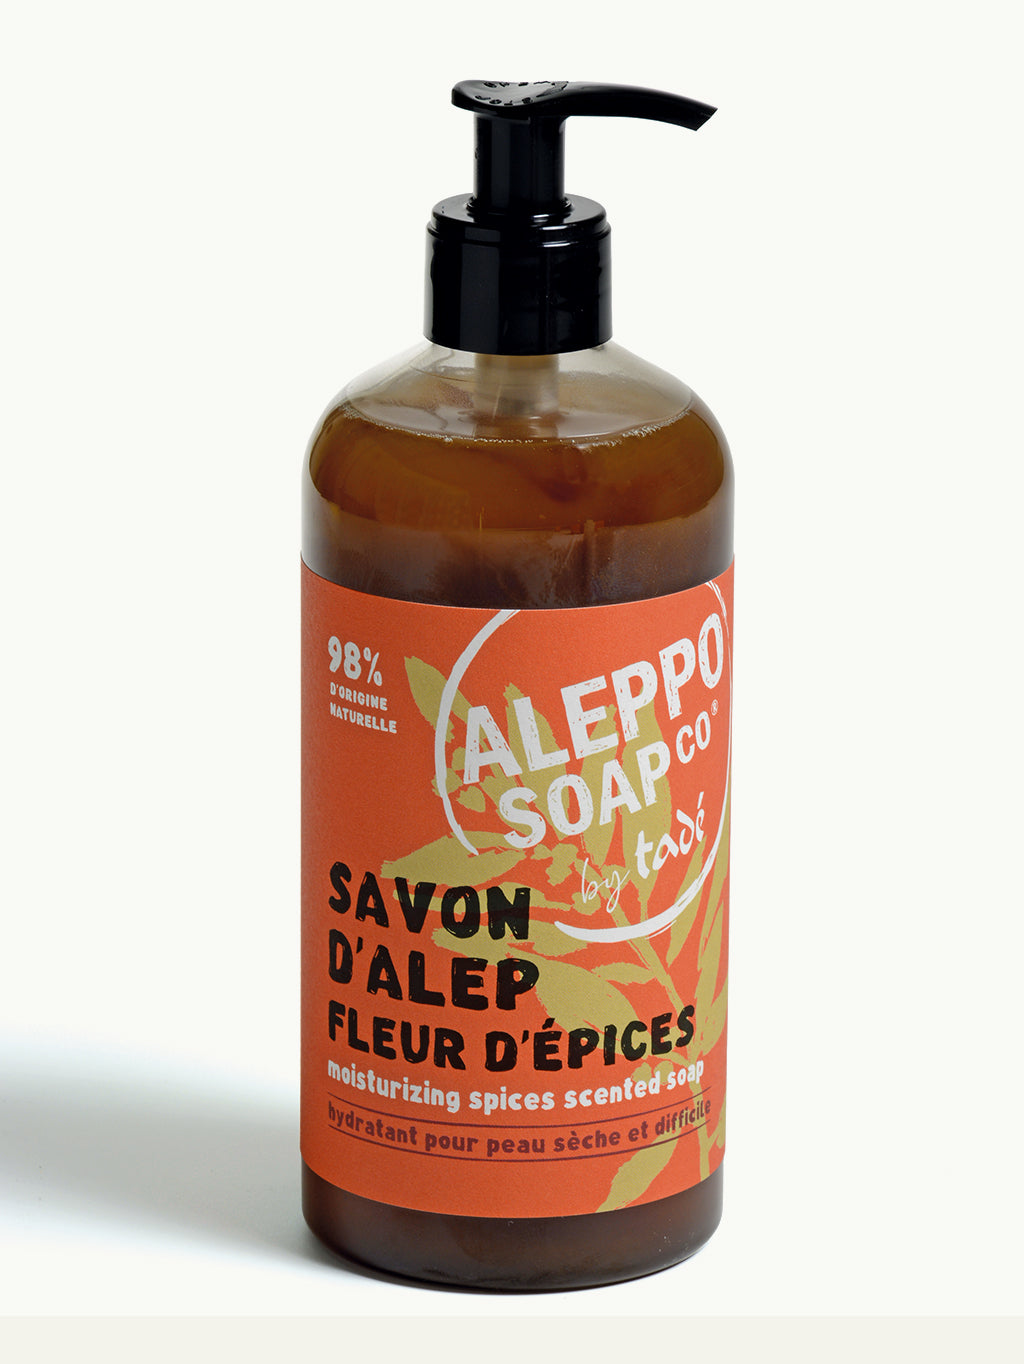 98%
D'ORIGINE
NATURELLE
ALEPPO
SOAP CO®
by tadé
SAVON
D'ALEP
FLEUR D'ÉPICES
moisturizing spices scented soap
hydratant pour peau sèche et difficile